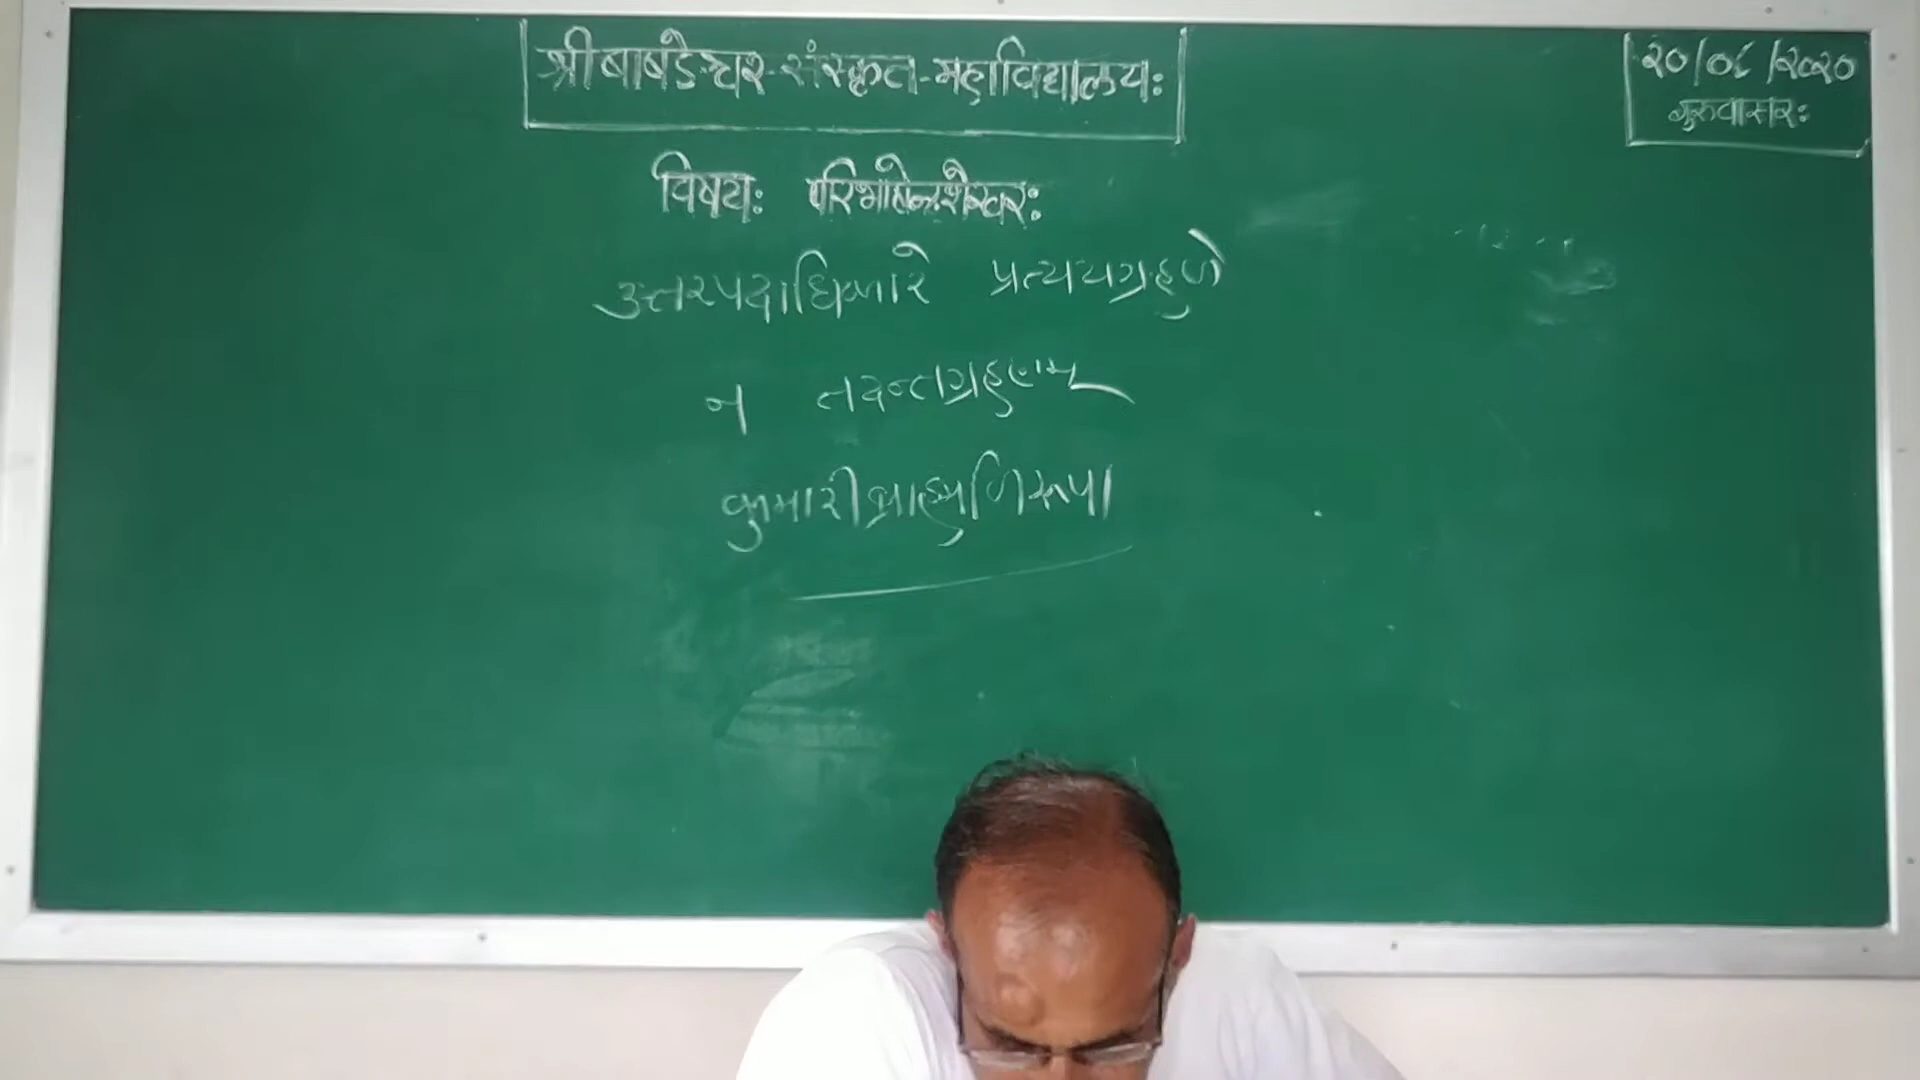 श्रीबाबडेश्वर-संस्कृत-महाविद्यालयः
२०/०८/२०२०
गुरुवासरः
विषयः परिभाषेन्दुशेखरः
उत्तरपदाधिकारे प्रत्ययग्रहणे
न तदन्तग्रहणम्
कुमारीब्राह्मणिरूपा